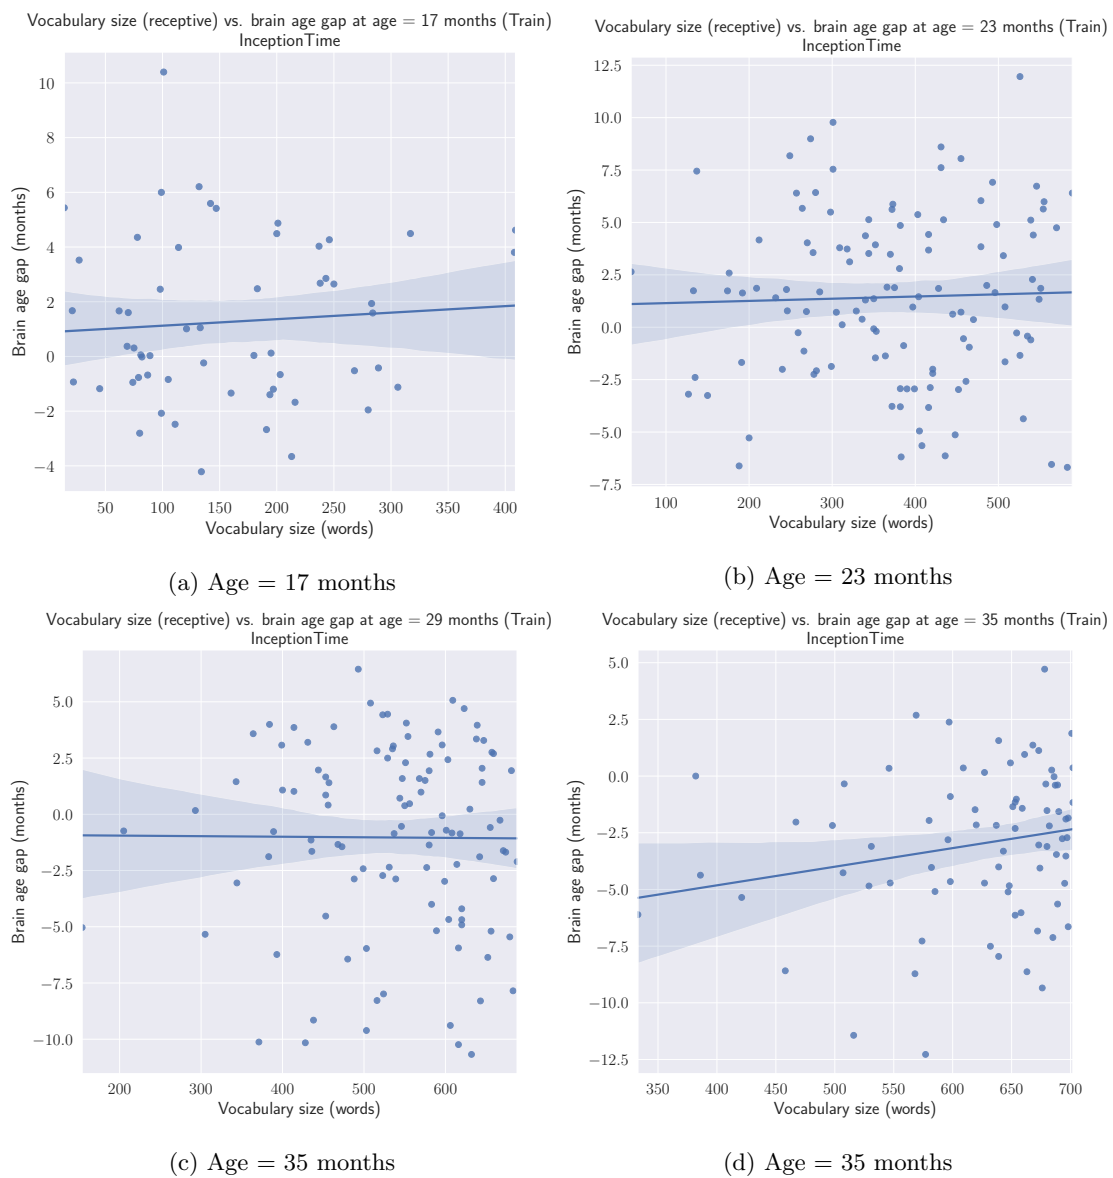 Vocabulary size (receptive) vs. brain age gap at age = 17 months (Train)
InceptionTime
10
8
6
4
2
0
−2
−4
Brain age gap (months)
50 100 150 200 250 300 350 400
Vocabulary size (words)
(a) Age = 17 months
Vocabulary size (receptive) vs. brain age gap at age = 23 months (Train)
InceptionTime
12.5
10.0
7.5
5.0
2.5
0.0
−2.5
−5.0
−7.5
Brain age gap (months)
100 200 300 400 500
Vocabulary size (words)
(b) Age = 23 months
Vocabulary size (receptive) vs. brain age gap at age = 29 months (Train)
InceptionTime
5.0
2.5
0.0
−2.5
−5.0
−7.5
−10.0
Brain age gap (months)
200 300 400 500 600
Vocabulary size (words)
(c) Age = 35 months
Vocabulary size (receptive) vs. brain age gap at age = 35 months (Train)
InceptionTime
5.0
2.5
0.0
−2.5
−5.0
−7.5
−10.0
−12.5
Brain age gap (months)
350 400 450 500 550 600 650 700
Vocabulary size (words)
(d) Age = 35 months